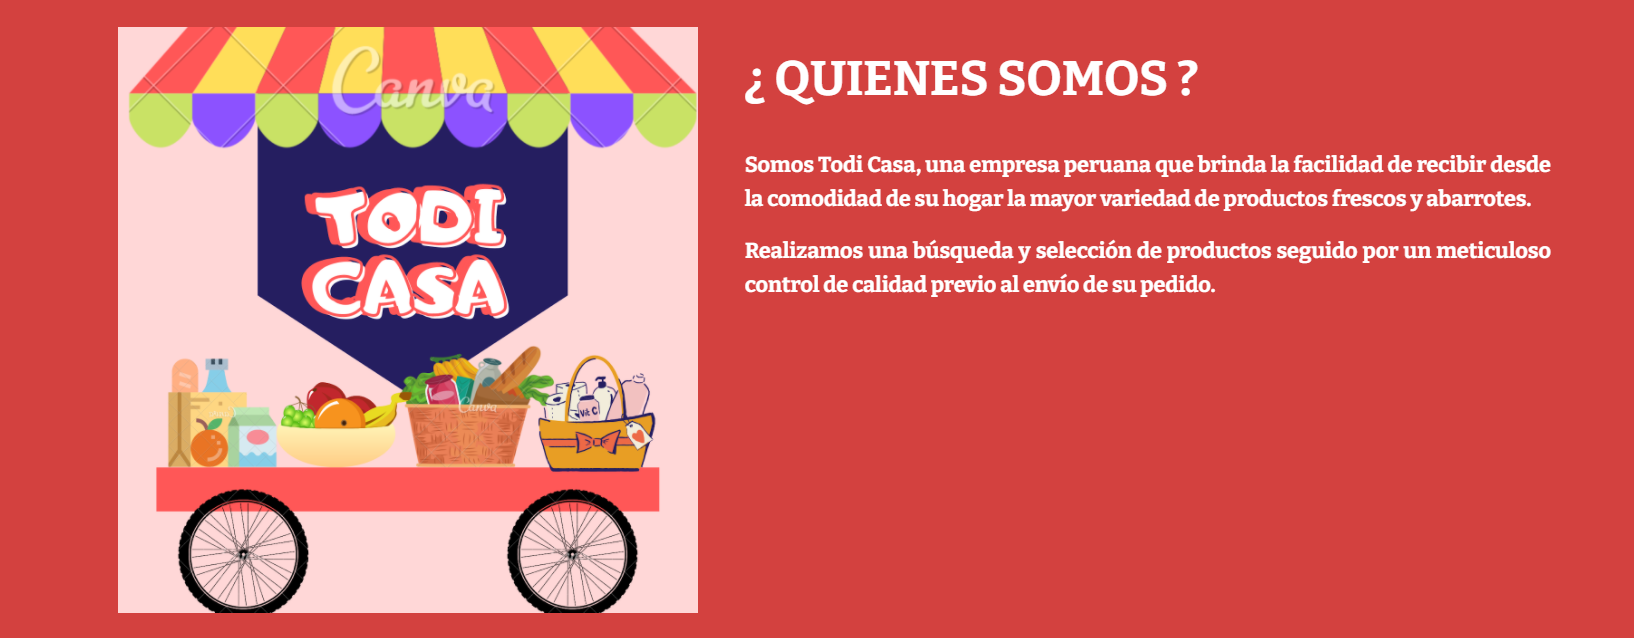 Canva
TODI
CASA
Canva
Vit C
¿ QUIENES SOMOS ?
Somos Todi Casa, una empresa peruana que brinda la facilidad de recibir desde
la comodidad de su hogar la mayor variedad de productos frescos y abarrotes.
Realizamos una búsqueda y selección de productos seguido por un meticuloso
control de calidad previo al envío de su pedido.